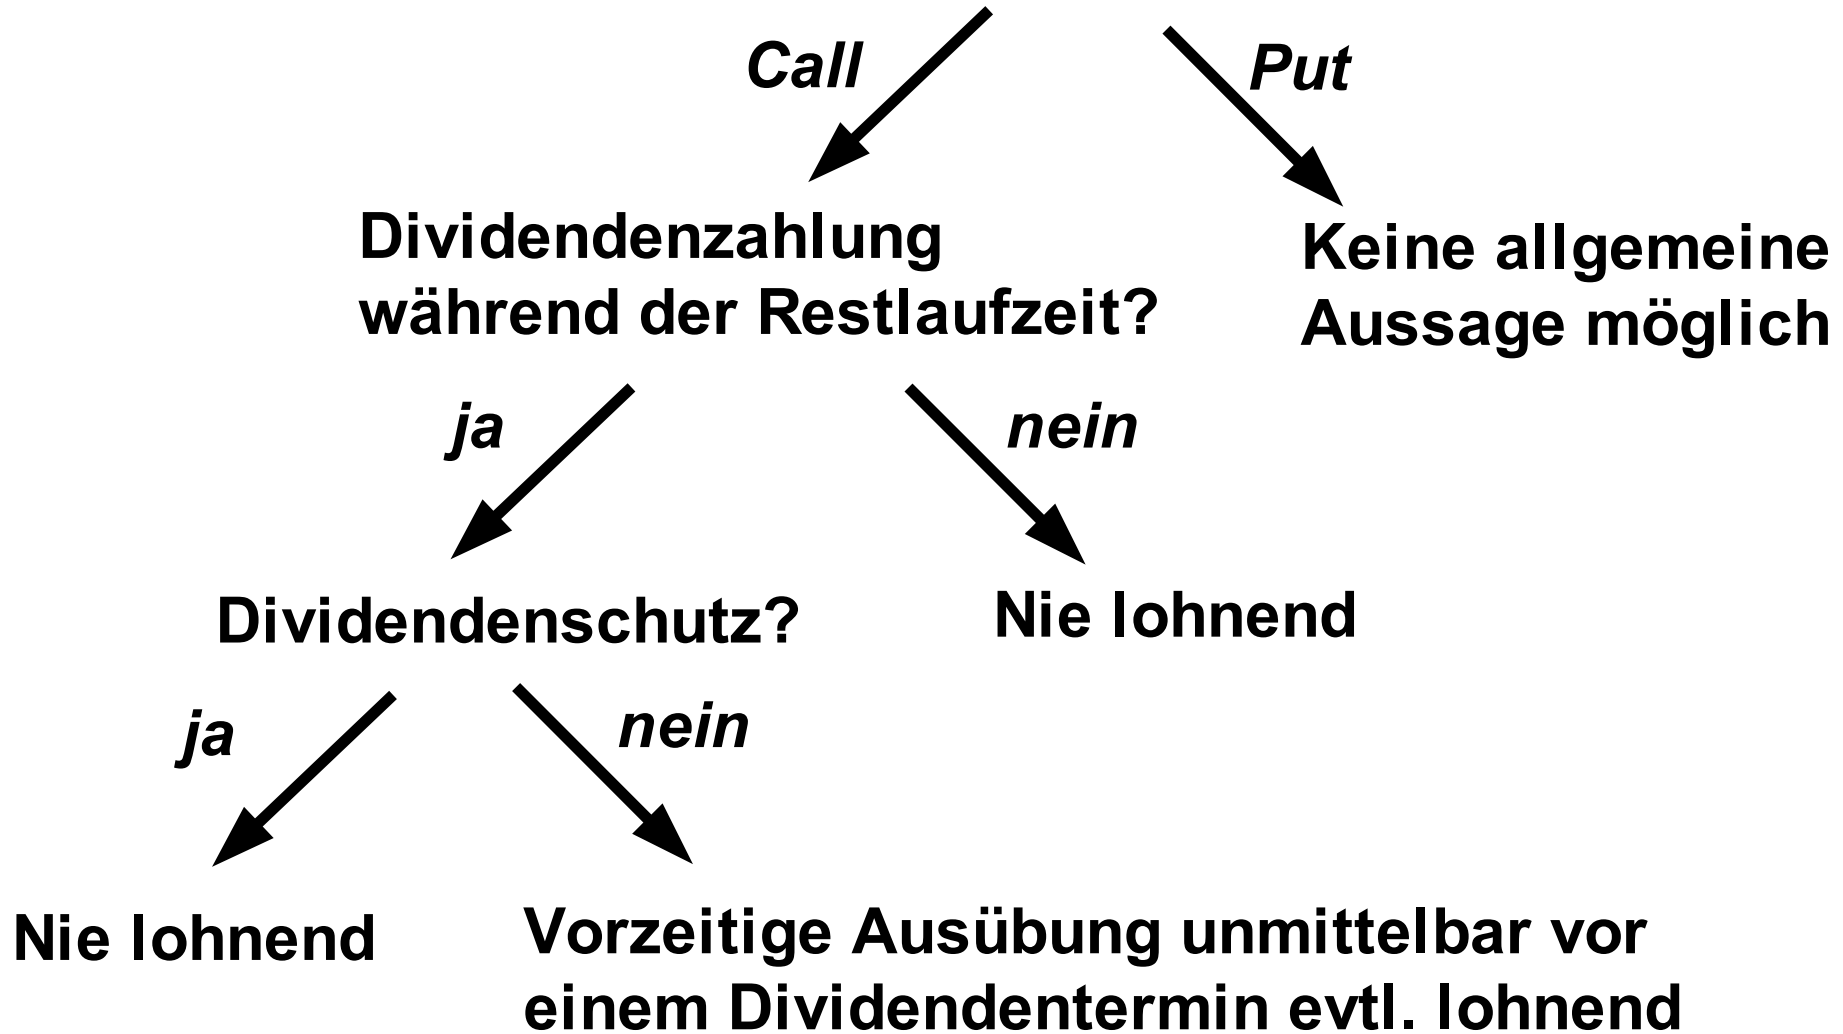 Call
Put
Dividendenzahlung
während der Restlaufzeit?
Keine allgemeine
Aussage möglich
ja
nein
Dividendenschutz?
Nie lohnend
ja
nein
Nie lohnend
Vorzeitige Ausübung unmittelbar vor
einem Dividendentermin evtl. lohnend